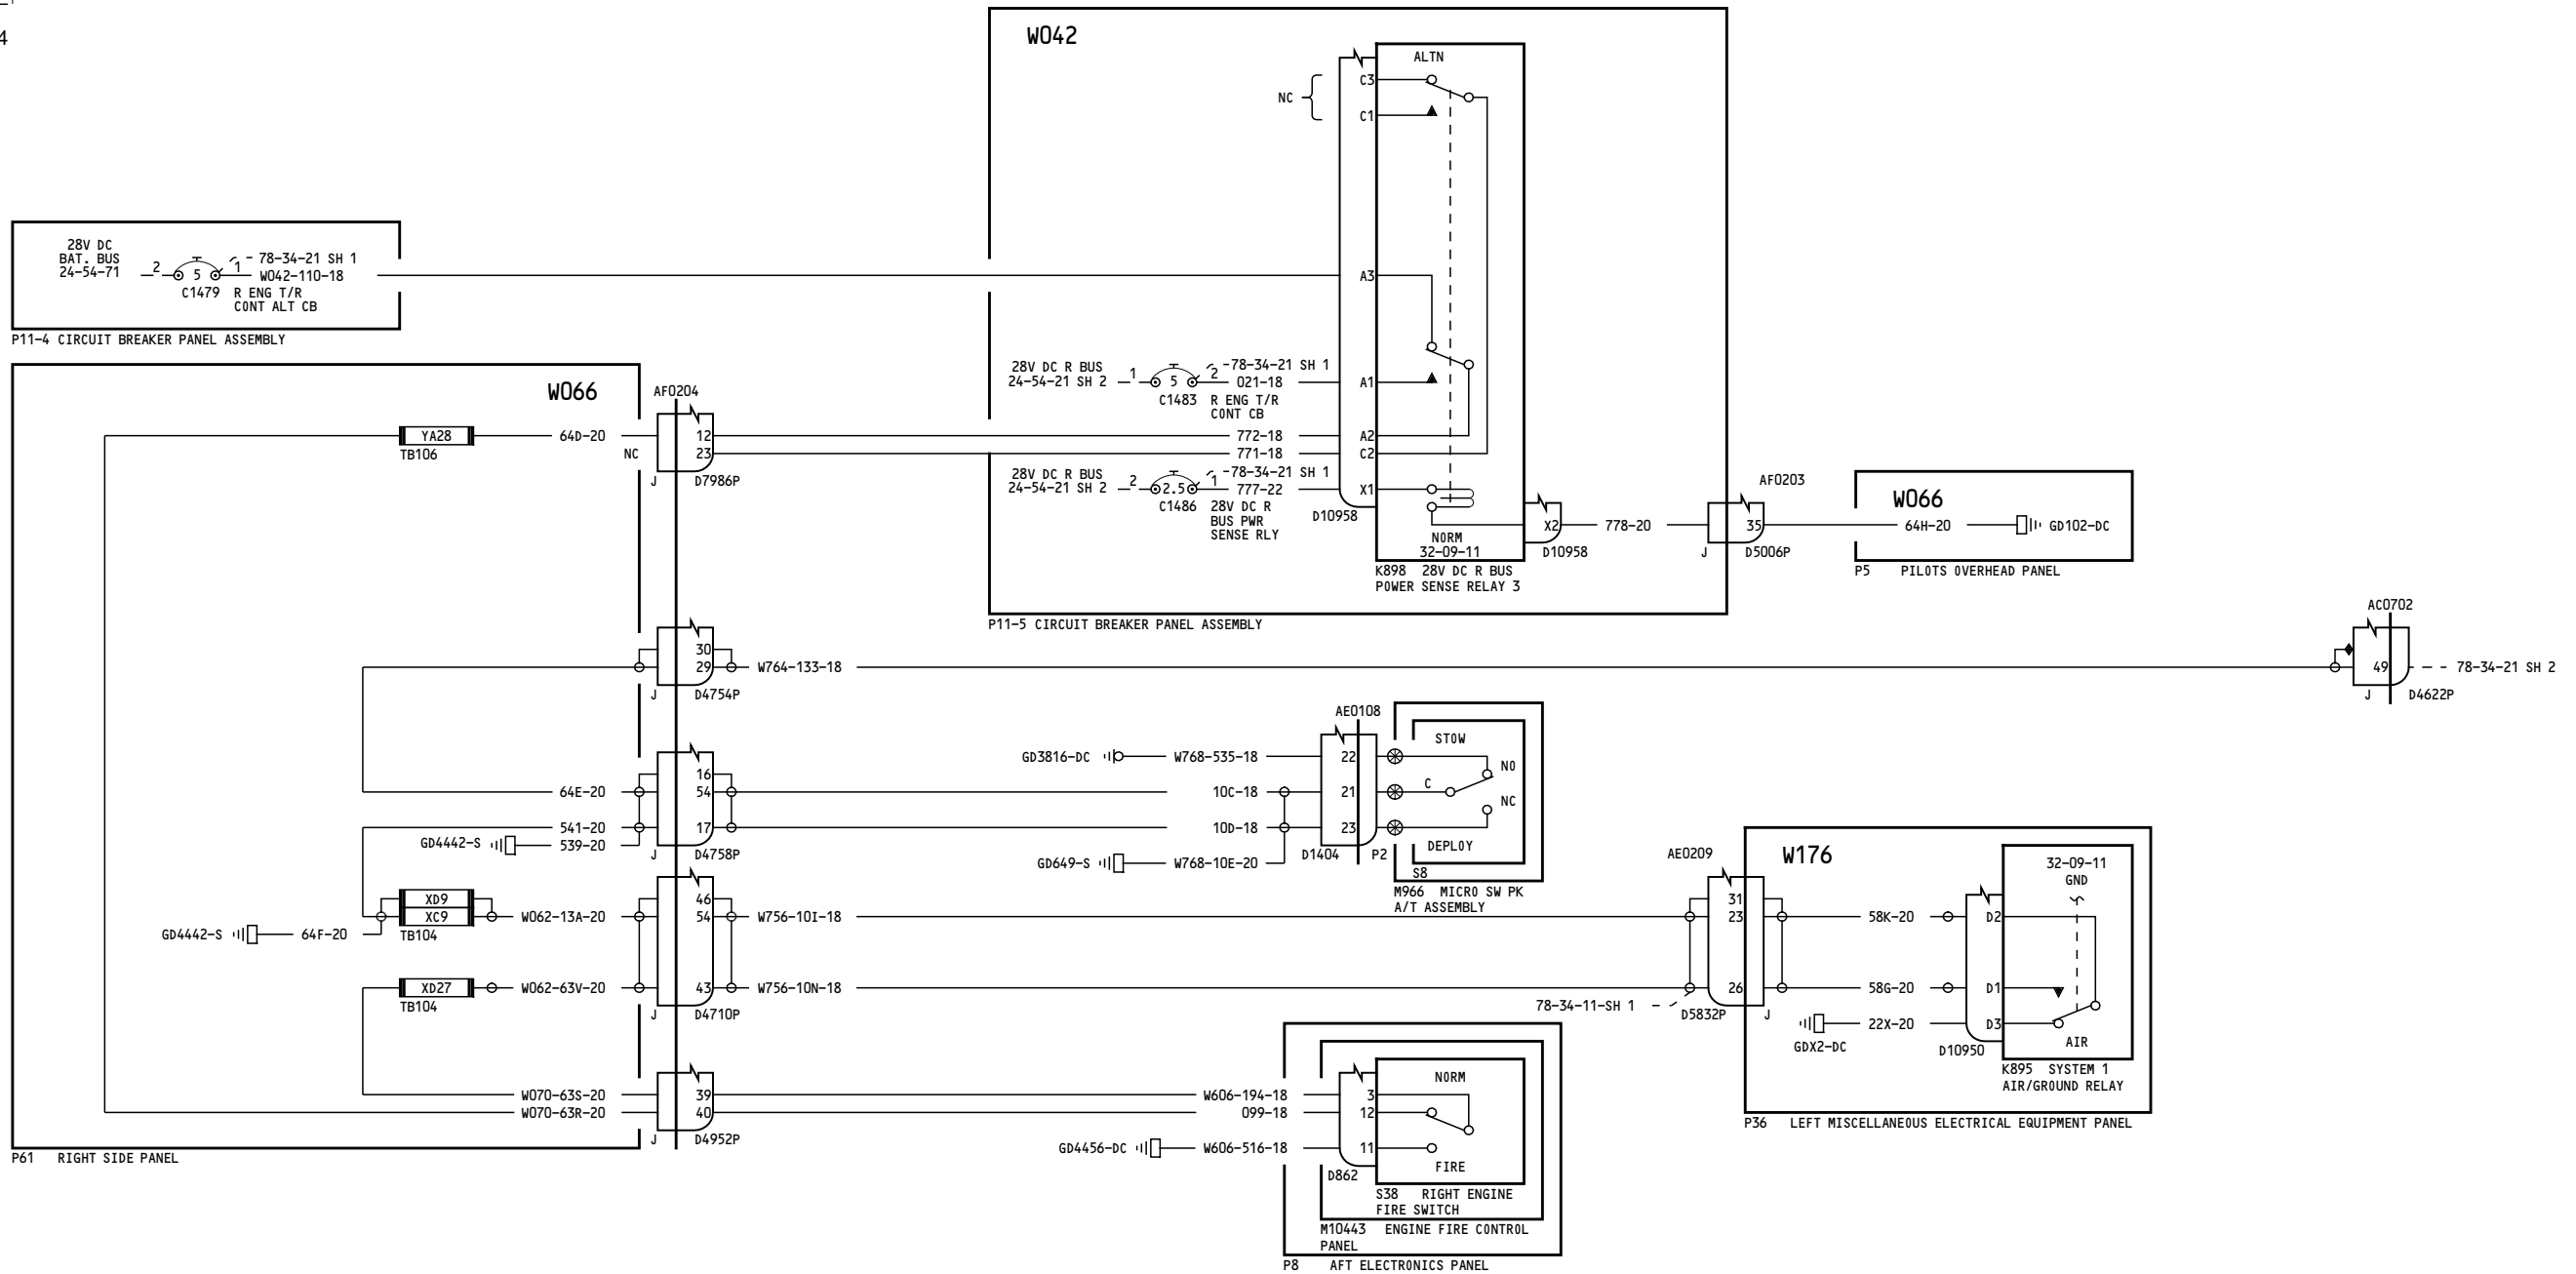 4
W042
ALTN
C3
NC
C1
28V DC
BAT. BUS
24-54-71
2
5
1
78-34-21 SH 1
W042-110-18
C1479
R ENG T/R
CONT ALT CB
P11-4 CIRCUIT BREAKER PANEL ASSEMBLY
A3
28V DC R BUS
24-54-21 SH 2
1
5
2
78-34-21 SH 1
021-18
A1
C1483
R ENG T/R
CONT CB
W066
AF0204
YA28
TB106
64D-20
12
772-18
A2
NC
23
771-18
C2
J
D7986P
28V DC R BUS
24-54-21 SH 2
2
2.5
1
78-34-21 SH 1
777-22
X1
C1486
28V DC R
BUS PWR
SENSE RLY
D10958
NORM
32-09-11
X2
D10958
778-20
K898 28V DC R BUS
POWER SENSE RELAY 3
P11-5 CIRCUIT BREAKER PANEL ASSEMBLY
AF0203
35
J
D5006P
W066
64H-20
GD102-DC
P5 PILOTS OVERHEAD PANEL
30
29
W764-133-18
J
D4754P
AC0702
49
78-34-21 SH 2
J
D4622P
16
64E-20
54
541-20
17
GD4442-S
539-20
J
D4758P
AE0108
GD3816-DC
W768-535-18
22
10C-18
21
10D-18
23
GD649-S
W768-10E-20
D1404
P2
STOW
NO
C
NC
DEPLOY
S8
M966 MICRO SW PK
A/T ASSEMBLY
XD9
XC9
TB104
W062-13A-20
GD4442-S
64F-20
46
54
W756-10I-18
XD27
TB104
W062-63V-20
43
W756-10N-18
J
D4710P
AE0209
31
23
26
78-34-11-SH 1
D5832P
J
W176
32-09-11
GND
58K-20
D2
58G-20
D1
22X-20
D3
GDX2-DC
D10950
AIR
K895 SYSTEM 1
AIR/GROUND RELAY
P36 LEFT MISCELLANEOUS ELECTRICAL EQUIPMENT PANEL
W070-63S-20
39
W606-194-18
3
W070-63R-20
40
099-18
12
J
D4952P
GD4456-DC
W606-516-18
11
D862
NORM
FIRE
S38 RIGHT ENGINE
FIRE SWITCH
M10443 ENGINE FIRE CONTROL
PANEL
P8 AFT ELECTRONICS PANEL
P61 RIGHT SIDE PANEL